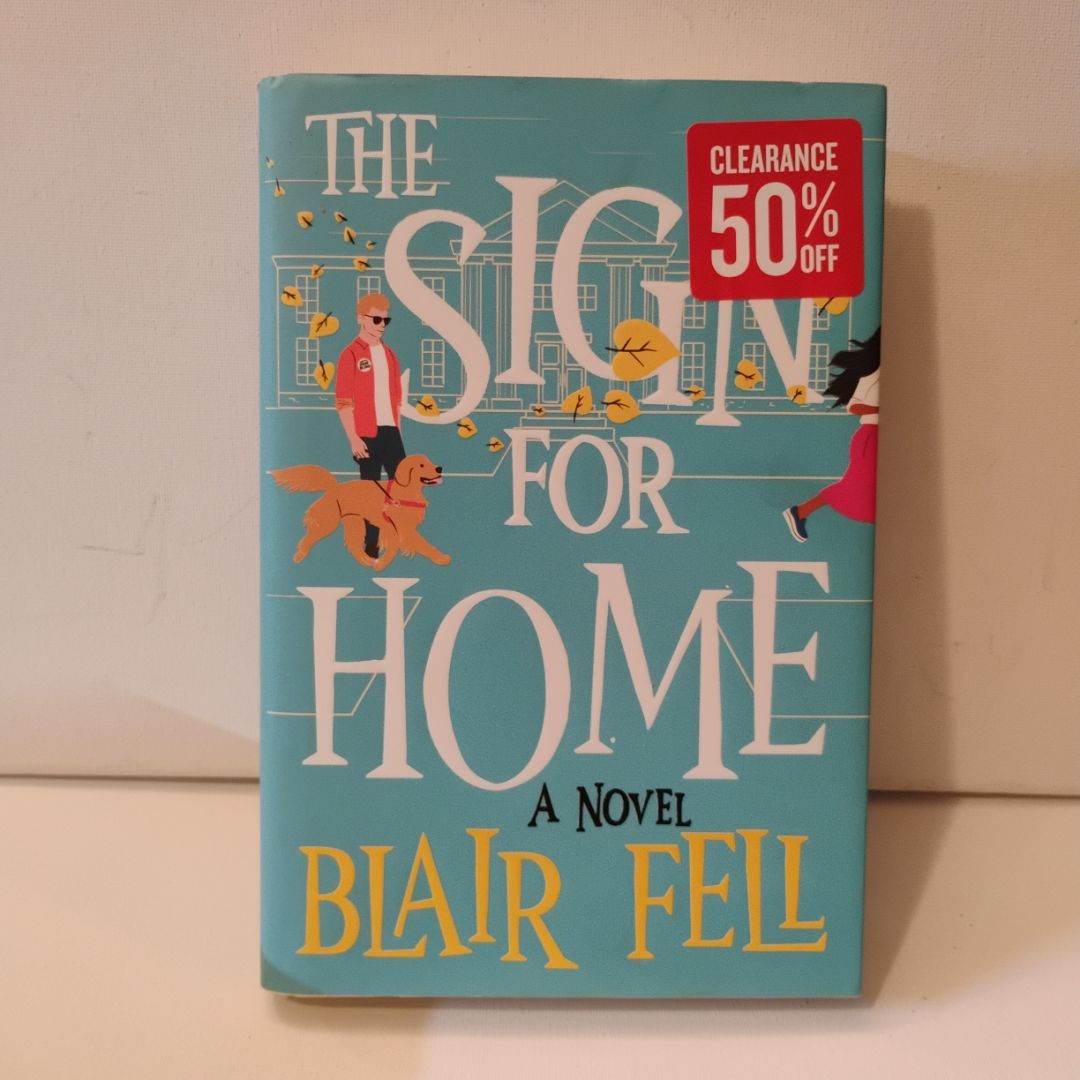 THE
SIGN
FOR
HOME
A NOVEL
BLAIR FELL
CLEARANCE
50% OFF